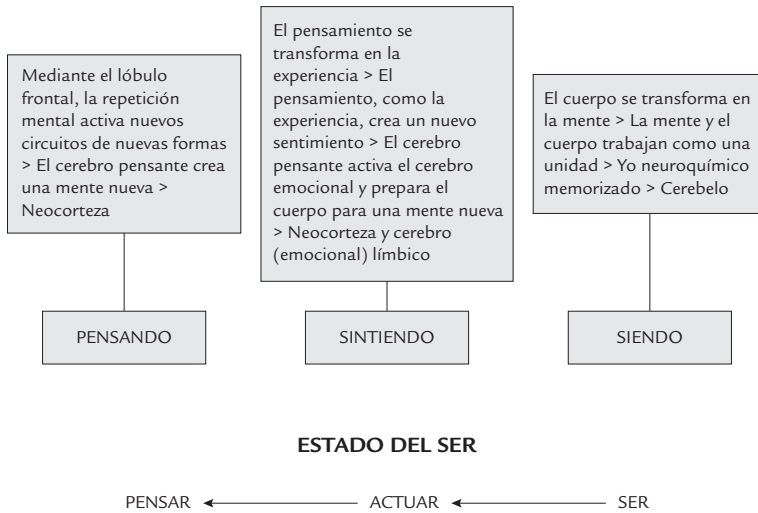 Mediante el lóbulo
frontal, la repetición
mental activa nuevos
circuitos de nuevas formas
> El cerebro pensante crea
una mente nueva >
Neocorteza
El pensamiento se
transforma en la
experiencia > El
pensamiento, como la
experiencia, crea un nuevo
sentimiento > El cerebro
pensante activa el cerebro
emocional y prepara el
cuerpo para una mente nueva
> Neocorteza y cerebro
(emocional) límbico
El cuerpo se transforma en
la mente > La mente y el
cuerpo trabajan como una
unidad > Yo neuroquímico
memorizado > Cerebelo
PENSANDO
SINTIENDO
SIENDO
ESTADO DEL SER
PENSAR
ACTUAR
SER